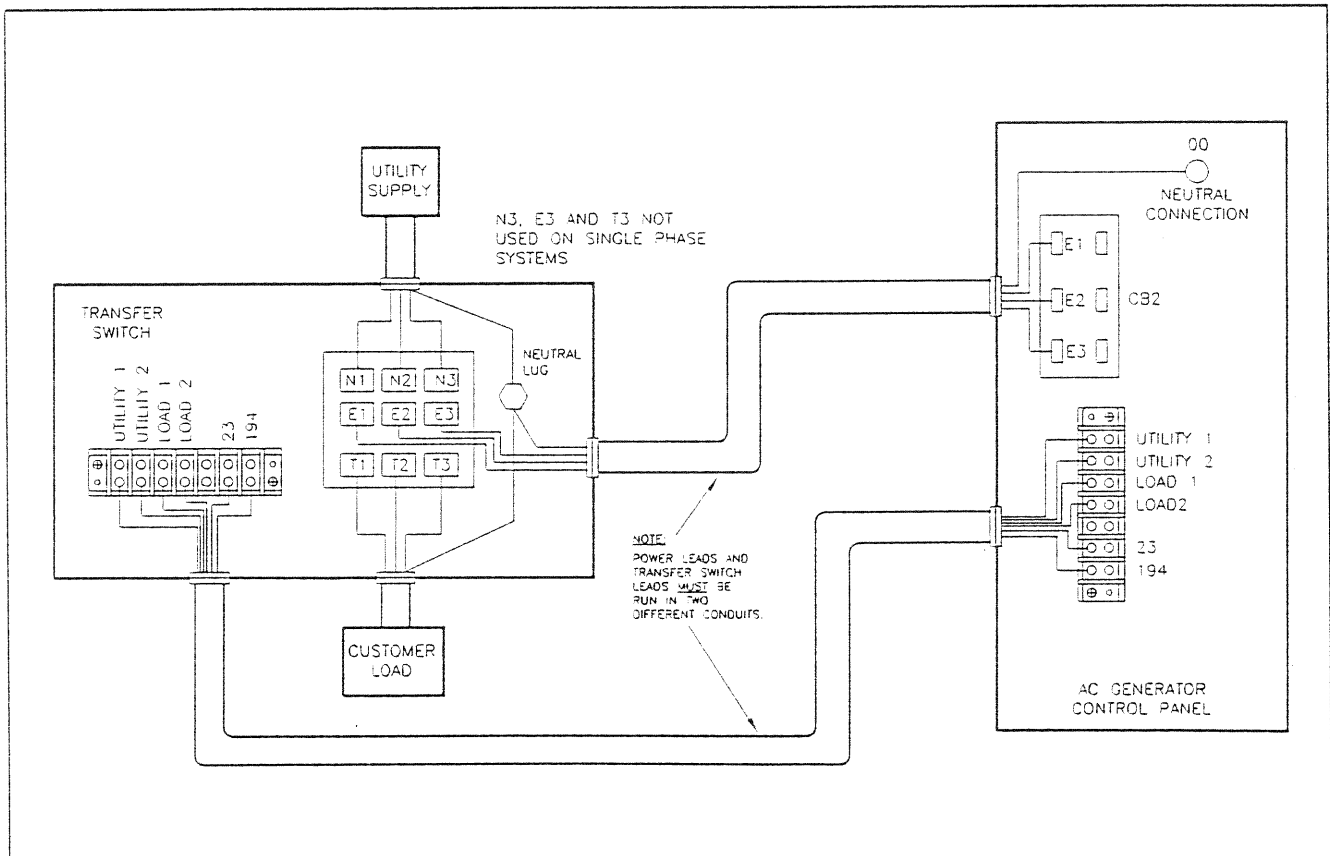 UTILITY
SUPPLY
N3, E3 AND T3 NOT
USED ON SINGLE PHASE
SYSTEMS
TRANSFER
SWITCH
UTILITY 1
UTILITY 2
LOAD 1
LOAD 2
23
194
N1 N2 N3
E1 E2 E3
T1 T2 T3
NEUTRAL
LUG
CUSTOMER
LOAD
NOTE:
POWER LEADS AND
TRANSFER SWITCH
LEADS MUST BE
RUN IN TWO
DIFFERENT CONDUITS.
00
NEUTRAL
CONNECTION
E1
E2
E3
CB2
UTILITY 1
UTILITY 2
LOAD 1
LOAD2
23
194
AC GENERATOR
CONTROL PANEL